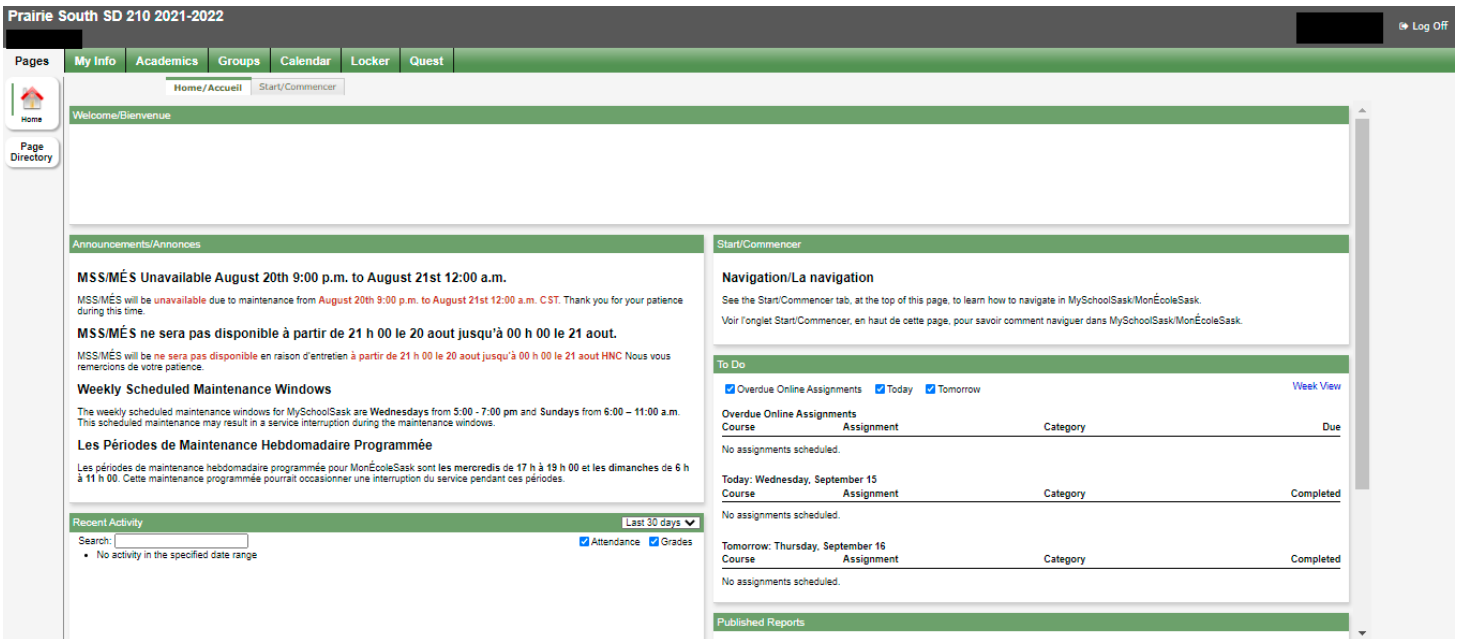 Prairie South SD 210 2021-2022
Log Off
Pages
My Info
Academics
Groups
Calendar
Locker
Quest
Home/Accueil
Start/Commencer
Home
Page
Directory
Welcome/Bienvenue
Announcements/Annonces
MSS/MÉS Unavailable August 20th 9:00 p.m. to August 21st 12:00 a.m.
MSS/MÉS will be unavailable due to maintenance from August 20th 9:00 p.m. to August 21st 12:00 a.m. CST. Thank you for your patience
during this time.
MSS/MÉS ne sera pas disponible à partir de 21 h 00 le 20 aout jusqu'à 00 h 00 le 21 aout.
MSS/MÉS will be ne sera pas disponible en raison d'entretien à partir de 21 h 00 le 20 aout jusqu'à 00 h 00 le 21 aout HNC Nous vous
remercions de votre patience.
Weekly Scheduled Maintenance Windows
The weekly scheduled maintenance windows for MySchoolSask are Wednesdays from 5:00 - 7:00 pm and Sundays from 6:00 – 11:00 a.m.
This scheduled maintenance may result in a service interruption during the maintenance windows.
Les Périodes de Maintenance Hebdomadaire Programmée
Les périodes de maintenance hebdomadaire programmée pour MonÉcoleSask sont les mercredis de 17 h à 19 h 00 et les dimanches de 6 h
à 11 h 00. Cette maintenance programmée pourrait occasionner une interruption du service pendant ces périodes.
Recent Activity
Last 30 days
Search:
Attendance
Grades
No activity in the specified date range
Start/Commencer
Navigation/La navigation
See the Start/Commencer tab, at the top of this page, to learn how to navigate in MySchoolSask/MonÉcoleSask.
Voir l'onglet Start/Commencer, en haut de cette page, pour savoir comment naviguer dans MySchoolSask/MonÉcoleSask.
To Do
Overdue Online Assignments
Today
Tomorrow
Week View
Overdue Online Assignments
Course Assignment Category Due
No assignments scheduled.
Today: Wednesday, September 15
Course Assignment Category Completed
No assignments scheduled.
Tomorrow: Thursday, September 16
Course Assignment Category Completed
No assignments scheduled.
Published Reports